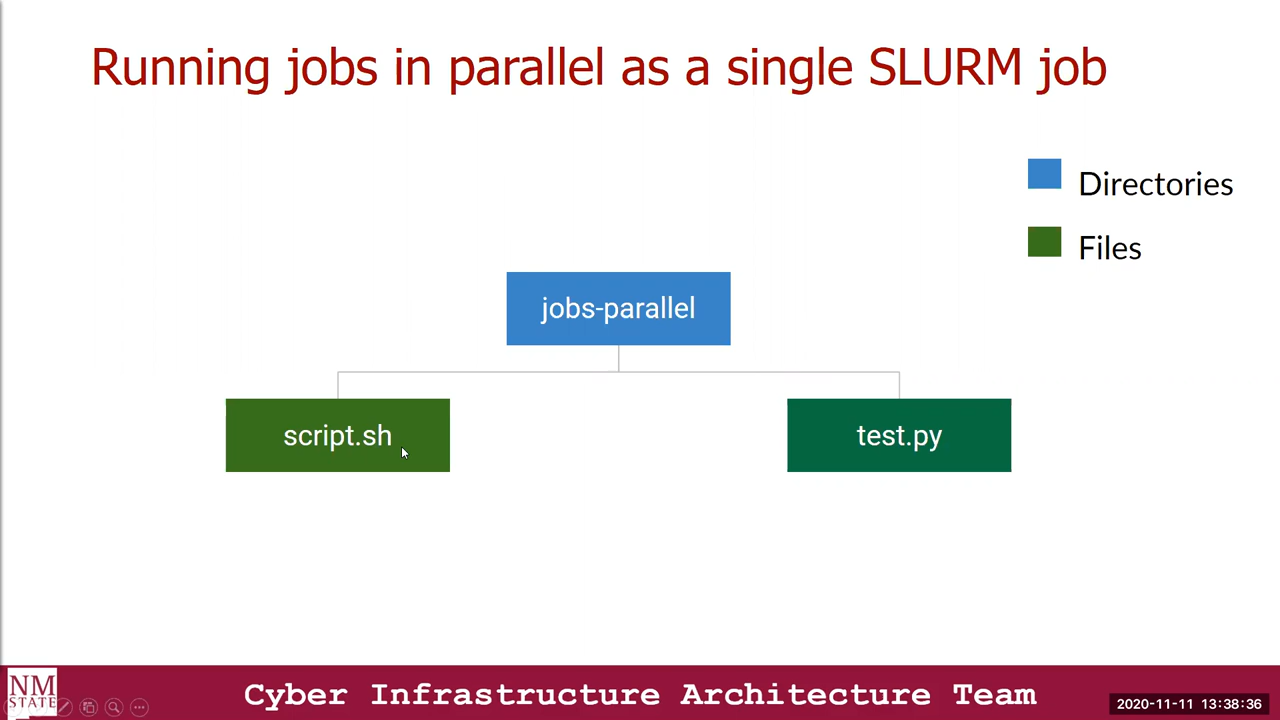 Running jobs in parallel as a single SLURM job
Directories
Files
jobs-parallel
script.sh
test.py
NM
STATE
Cyber Infrastructure Architecture Team
2020-11-11 13:38:36